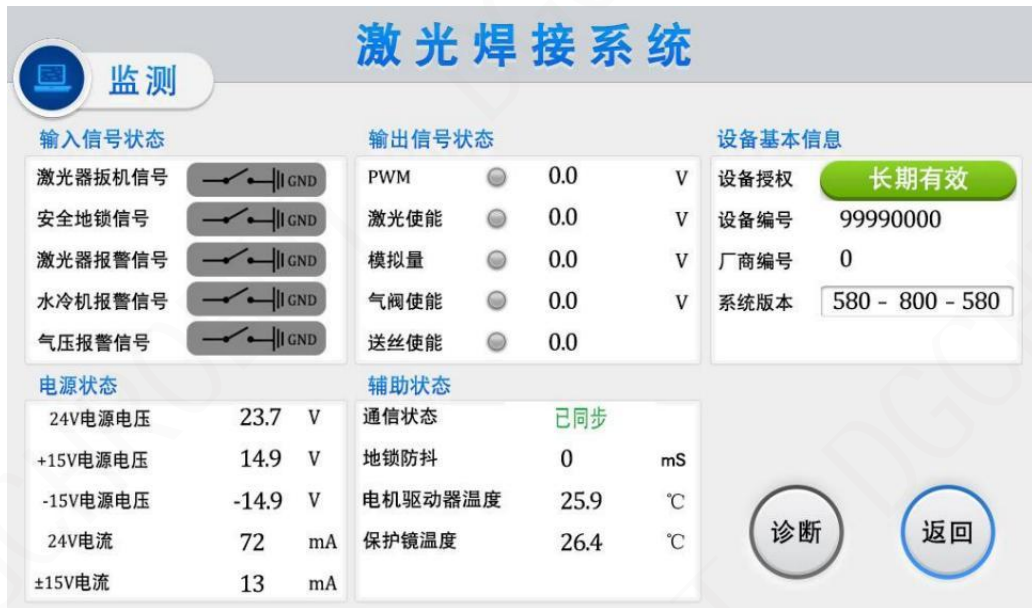 激光焊接系统
监测
输入信号状态
激光器扳机信号 GND
安全地锁信号 GND
激光器报警信号 GND
水冷机报警信号 GND
气压报警信号 GND
输出信号状态
PWM 0.0 V
激光使能 0.0 V
模拟量 0.0 V
气阀使能 0.0 V
送丝使能 0.0
设备基本信息
设备授权 长期有效
设备编号 99990000
厂商编号 0
系统版本 580 - 800 - 580
电源状态
24V电源电压 23.7 V
+15V电源电压 14.9 V
-15V电源电压 -14.9 V
24V电流 72 mA
±15V电流 13 mA
辅助状态
通信状态 已同步
地锁防抖 0 mS
电机驱动器温度 25.9 ℃
保护镜温度 26.4 ℃
诊断
返回